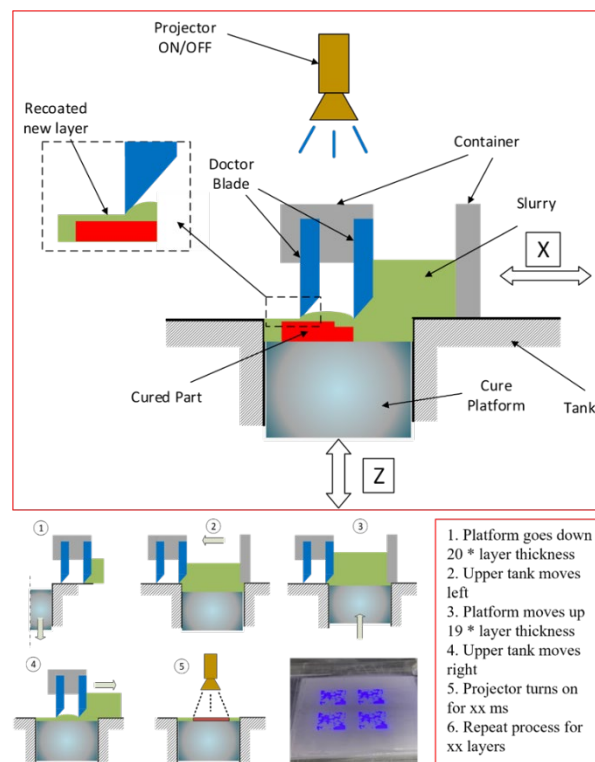 Projector
ON/OFF
Recoated
new layer
Container
Doctor
Blade
Slurry
X
Cured Part
Cure
Platform
Tank
Z
1
2
3
4
5
1. Platform goes down
20 * layer thickness
2. Upper tank moves
left
3. Platform moves up
19 * layer thickness
4. Upper tank moves
right
5. Projector turns on
for xx ms
6. Repeat process for
xx layers